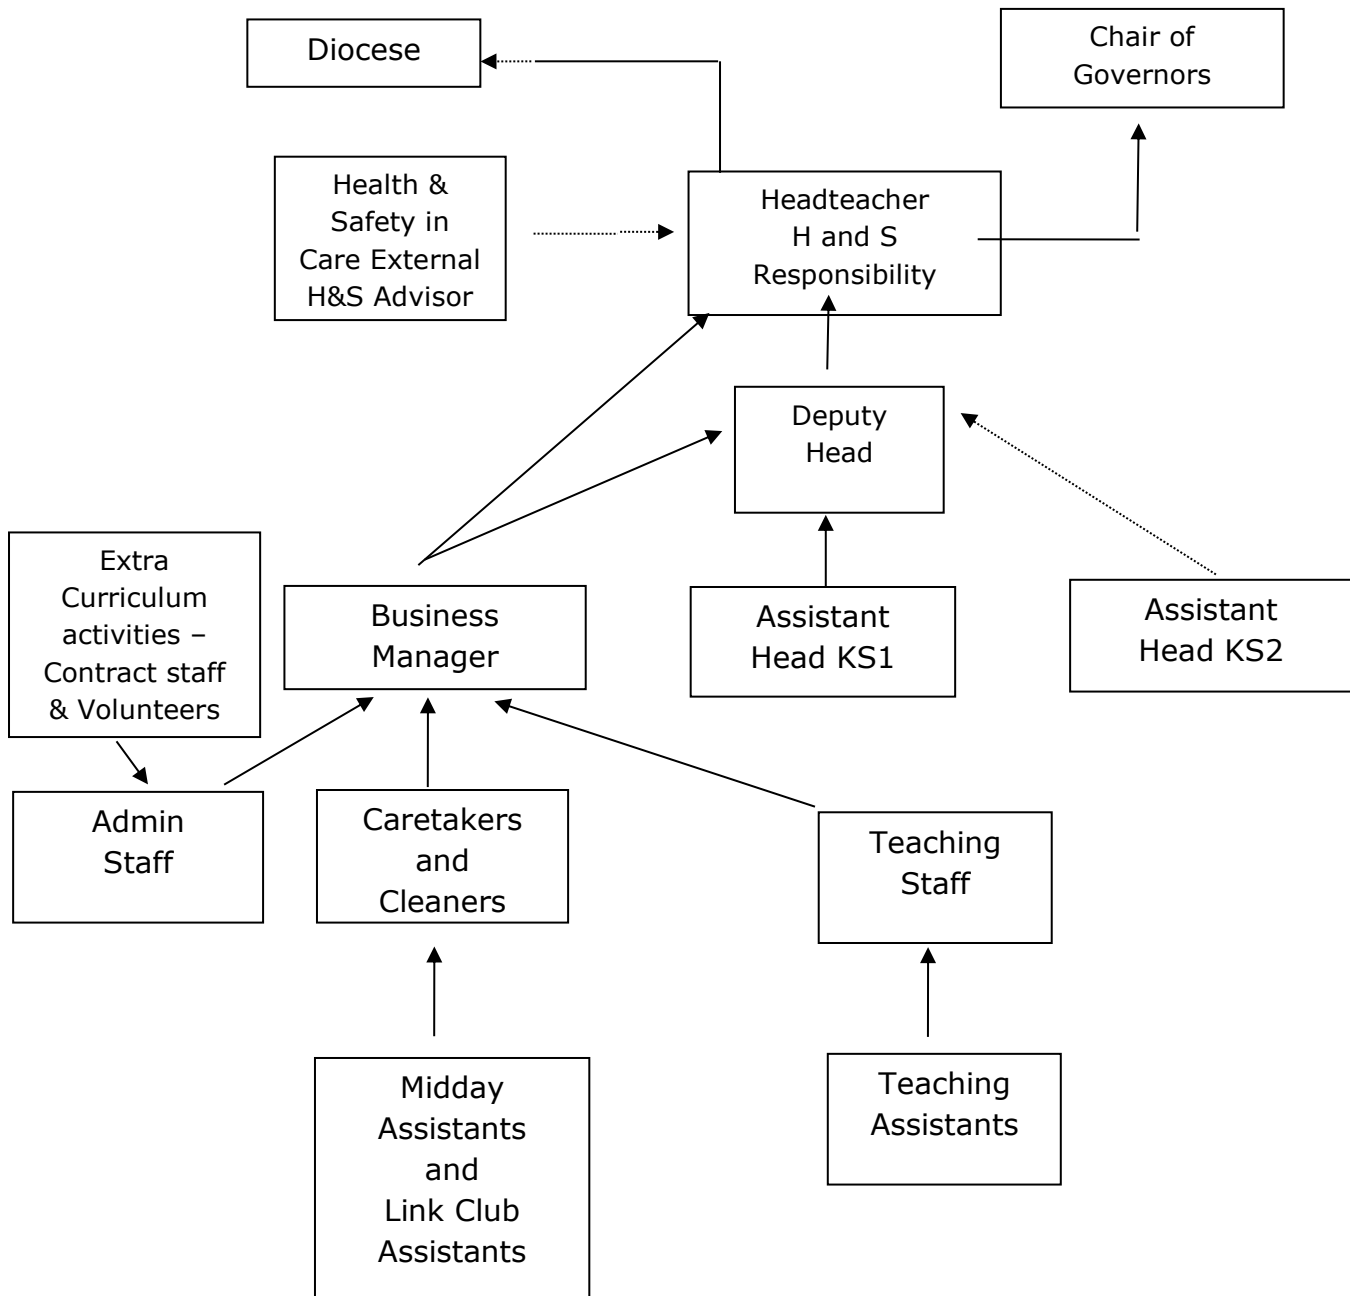 Diocese
Chair of
Governors
Health &
Safety in
Care External
H&S Advisor
Headteacher
H and S
Responsibility
Deputy
Head
Extra
Curriculum
activities –
Contract staff
& Volunteers
Business
Manager
Assistant
Head KS1
Assistant
Head KS2
Admin
Staff
Caretakers
and
Cleaners
Teaching
Staff
Midday
Assistants
and
Link Club
Assistants
Teaching
Assistants